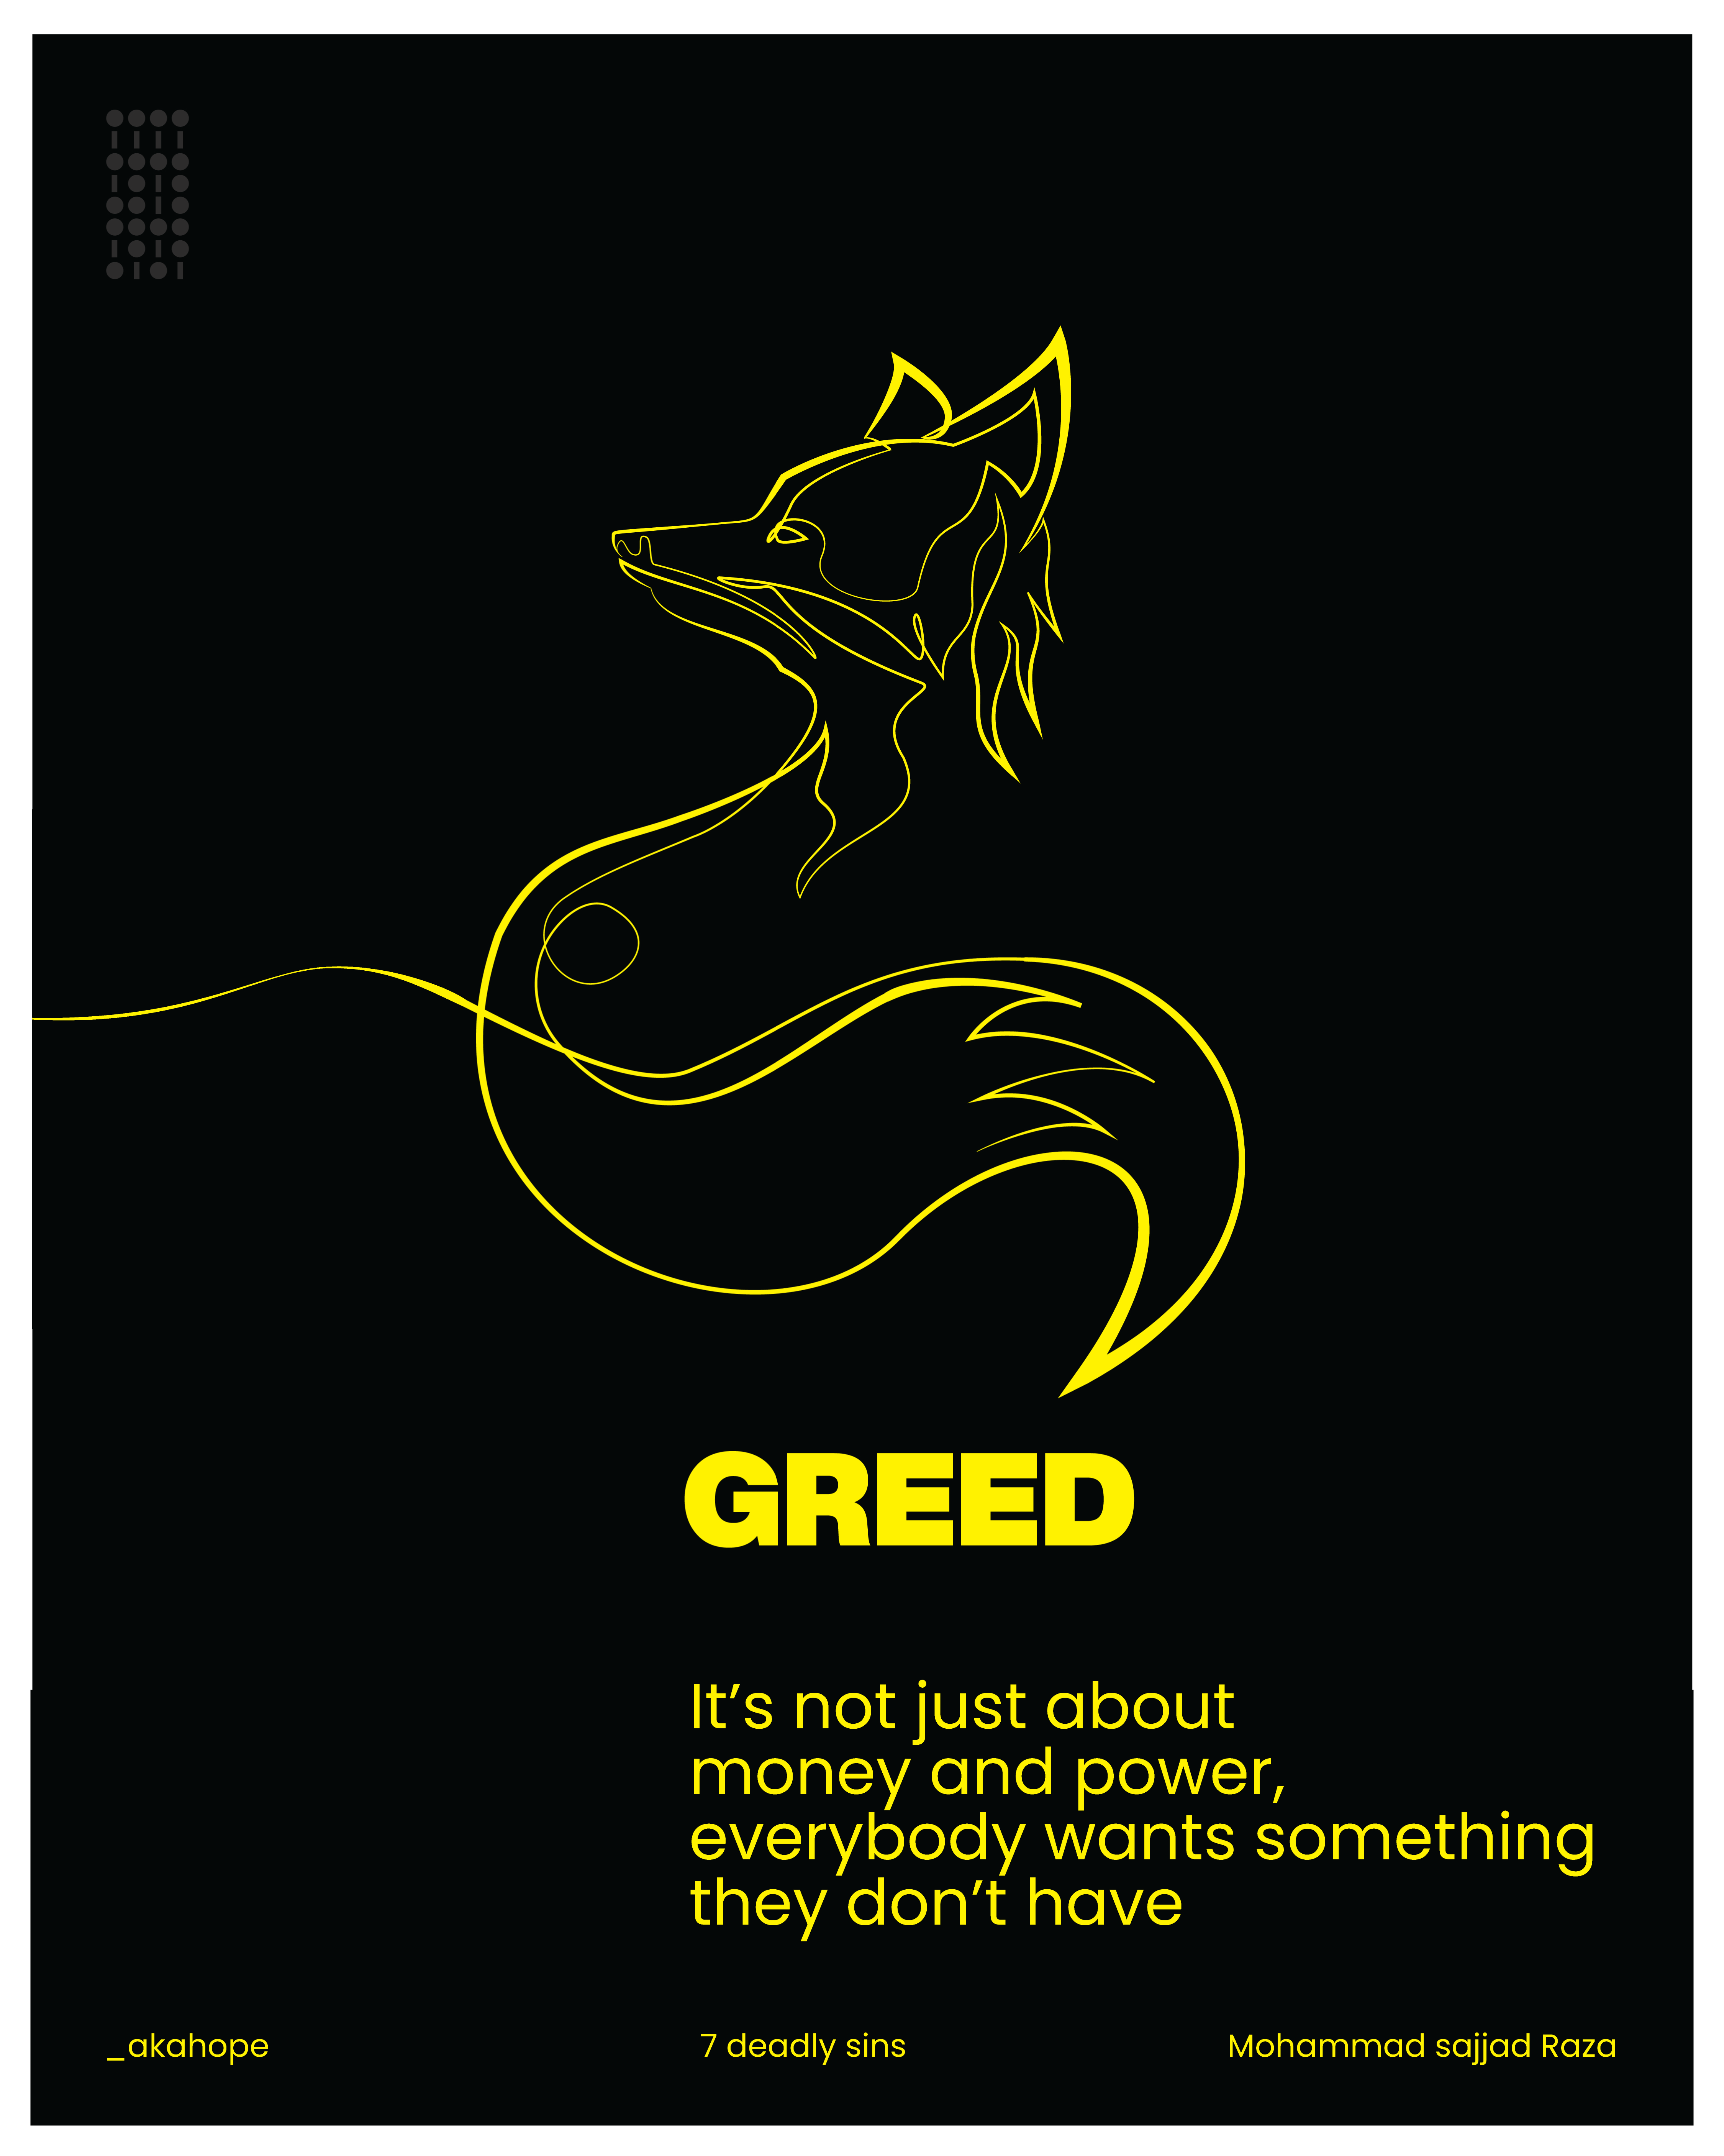 GREED
It’s not just about
money and power,
everybody wants something
they don’t have
_akahope
7 deadly sins
Mohammad sajjad Raza